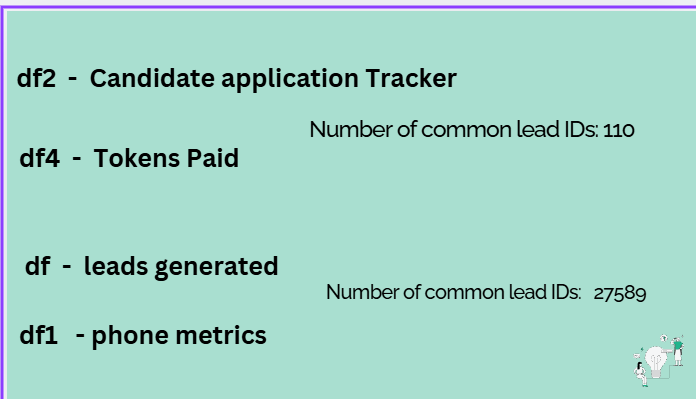 df2 - Candidate application Tracker
Number of common lead IDs: 110
df4 - Tokens Paid
df - leads generated
Number of common lead IDs: 27589
df1 - phone metrics